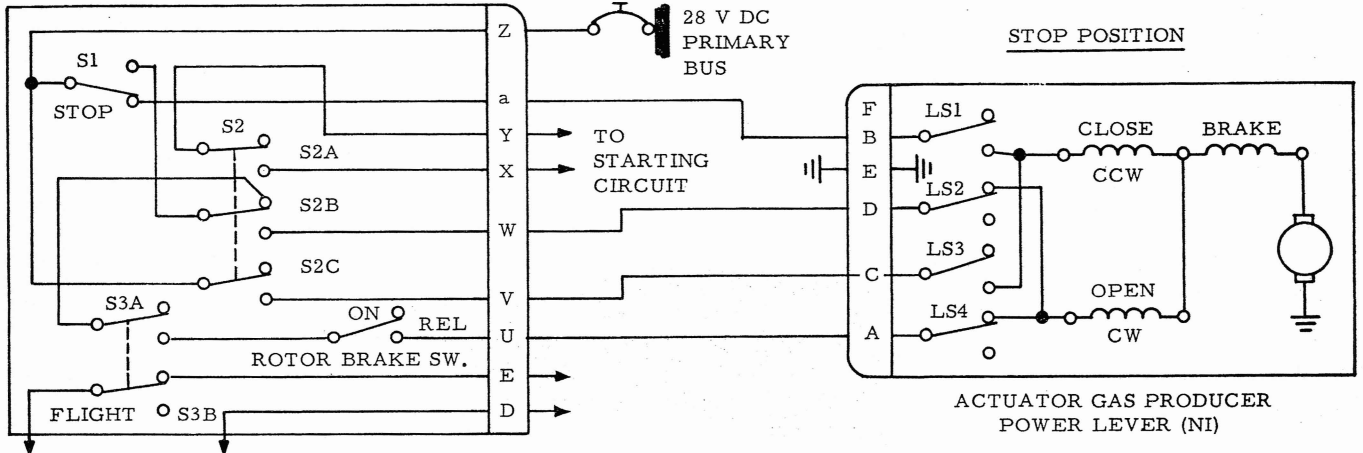 28 V DC
PRIMARY
BUS
STOP POSITION
Z
S1
STOP
a
S2
Y
TO
STARTING
CIRCUIT
S2A
X
S2B
W
S2C
V
S3A
ON
REL
U
ROTOR BRAKE SW.
E
FLIGHT
S3B
D
F
LS1
B
CLOSE
BRAKE
E
CCW
LS2
D
LS3
C
OPEN
LS4
A
CW
ACTUATOR GAS PRODUCER
POWER LEVER (NI)